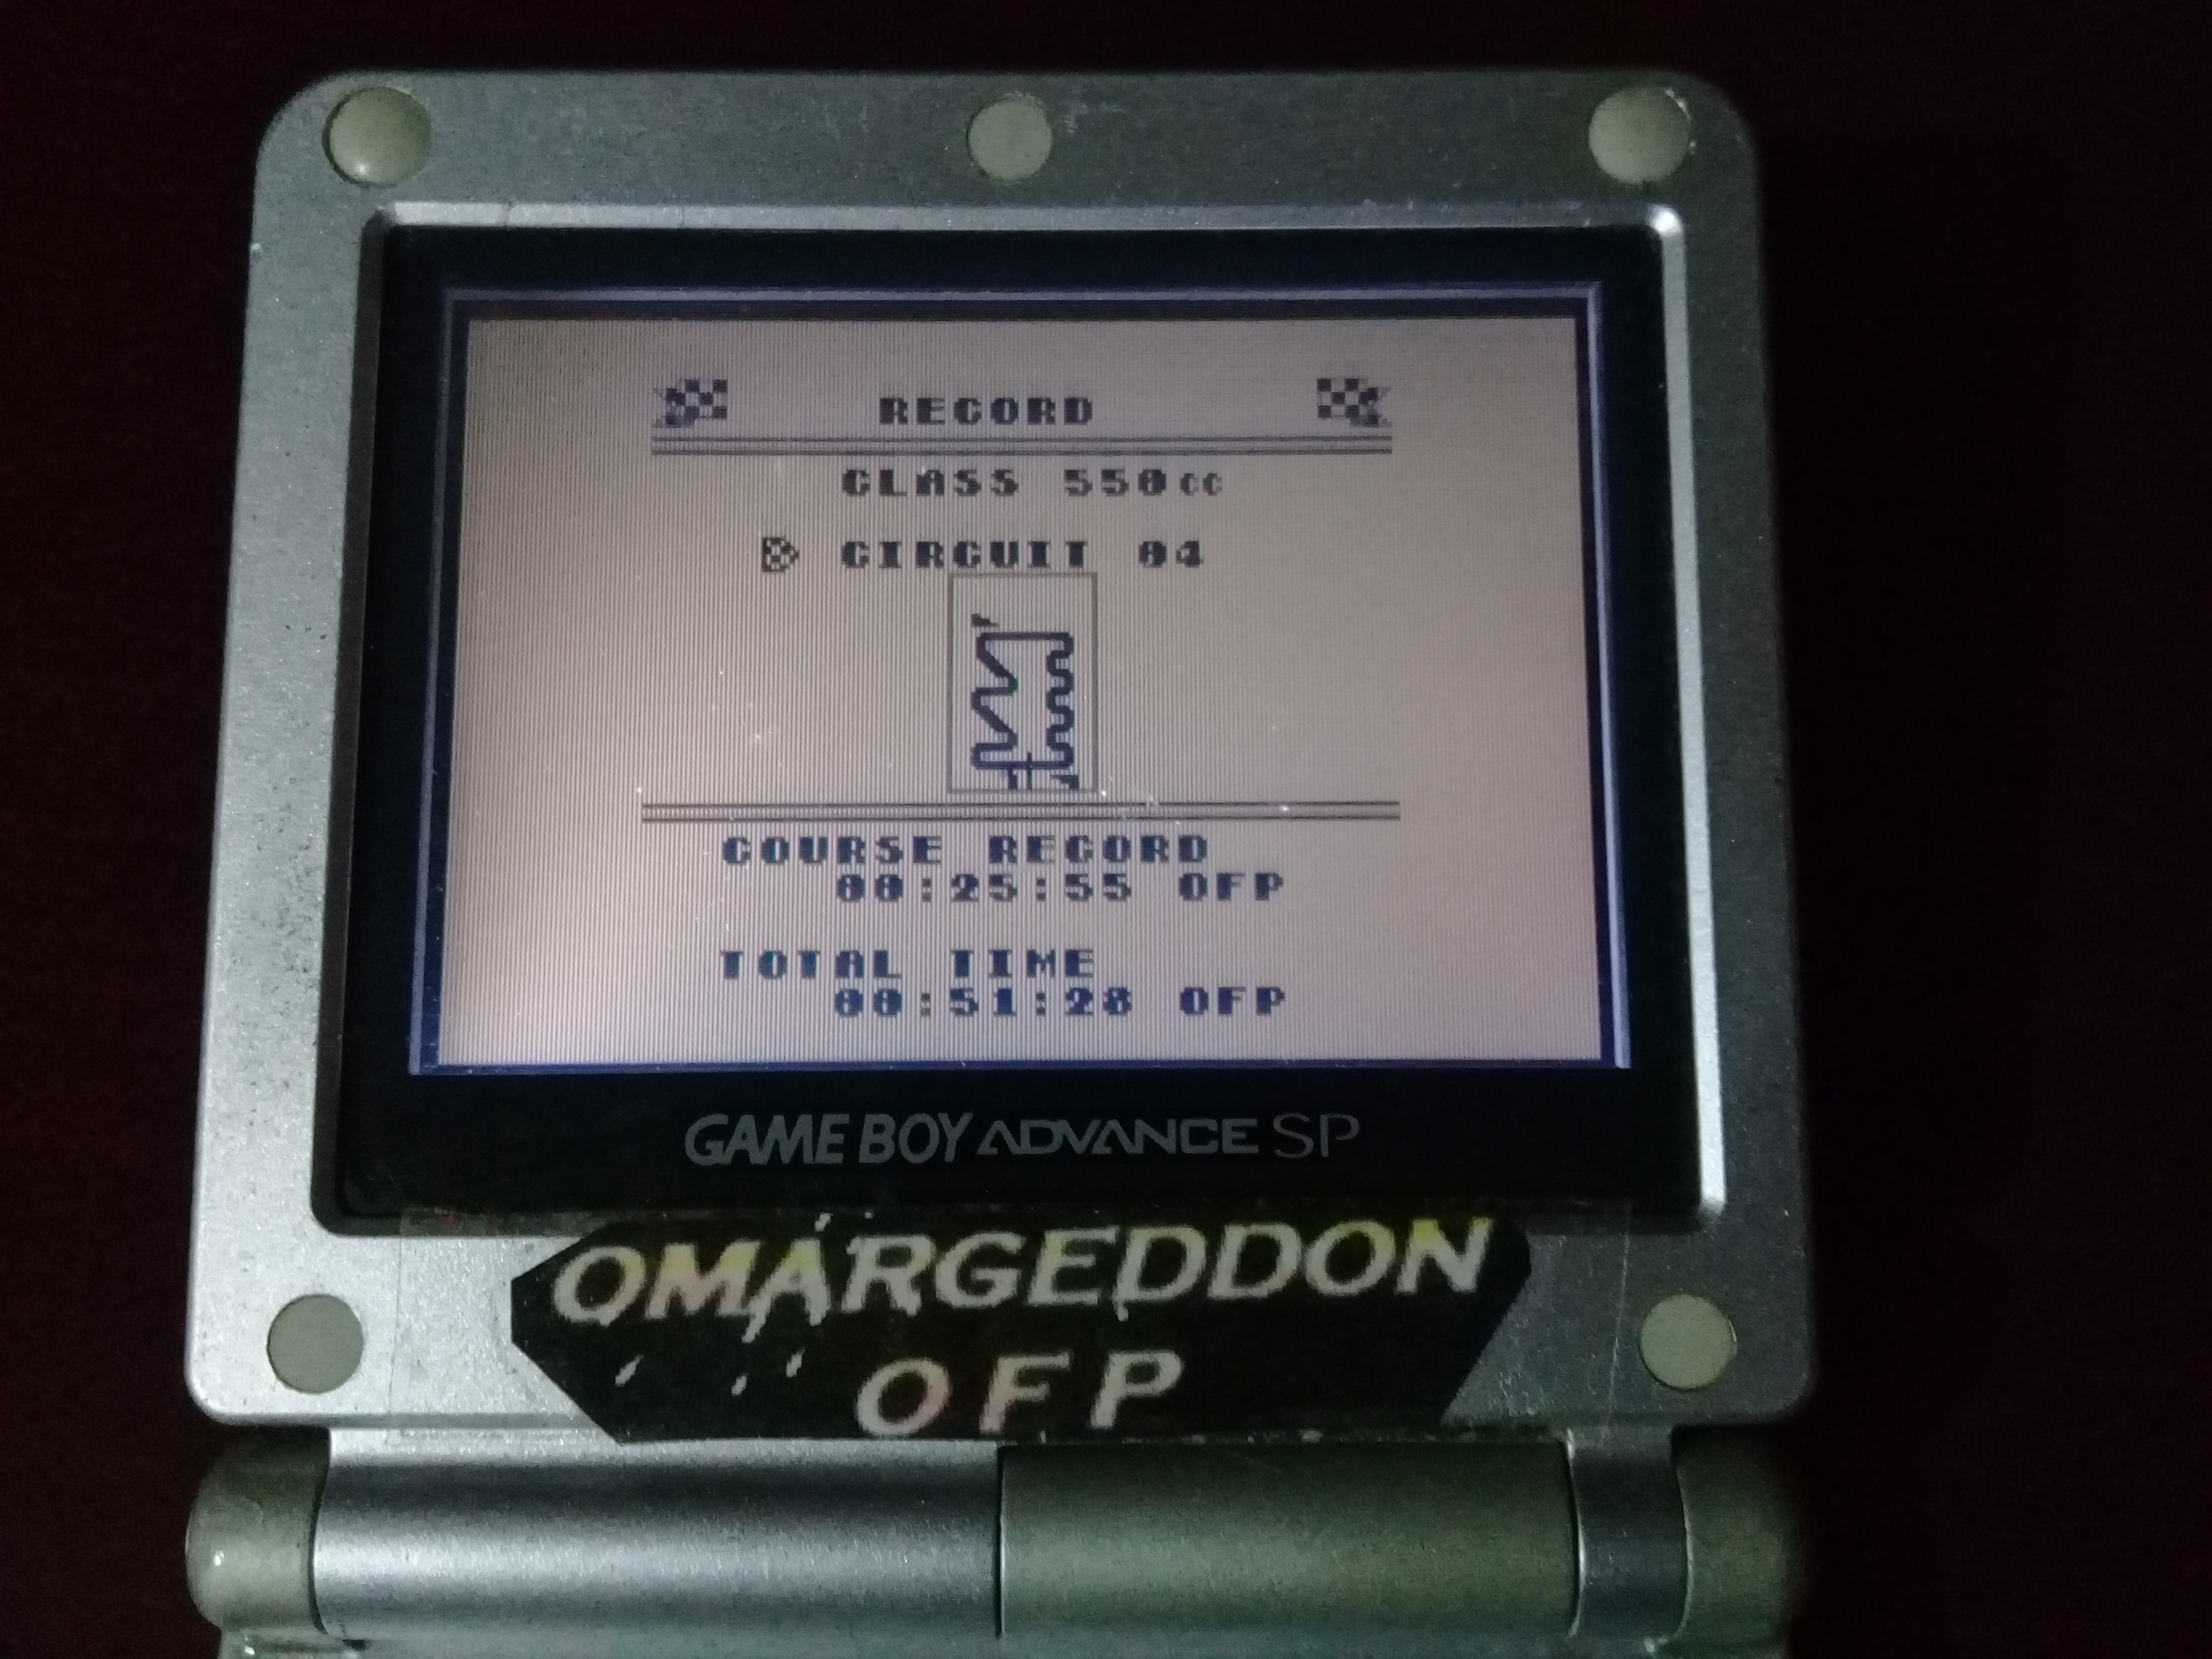 RECORD
CLASS 550cc
CIRCUIT 04
COURSE RECORD
00:25:55 OFP
TOTAL TIME
00:51:28 OFP
GAME BOY ADVANCE SP
OMARGEDDON
OFP